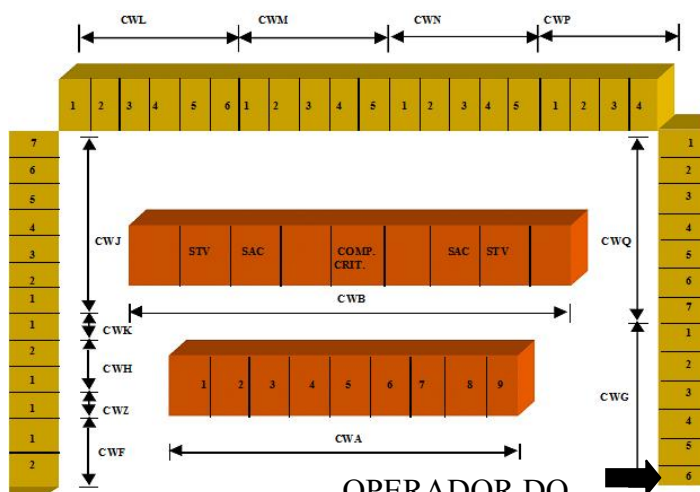 CWL CWM CWN CWP
1 2 3 4 5 6 1 2 3 4 5 1 2 3 4 5 1 2 3 4
7
6
5
4
3
2
1
1
2
1
1
1
2
CWJ
CWK
CWH
CWZ
CWF
STV SAC COMP. SAC STV
CRIT.
CWB
1 2 3 4 5 6 7 8 9
CWA
CWQ
CWG
1
2
3
4
5
6
7
1
2
3
4
5
6
OPERADOR DO